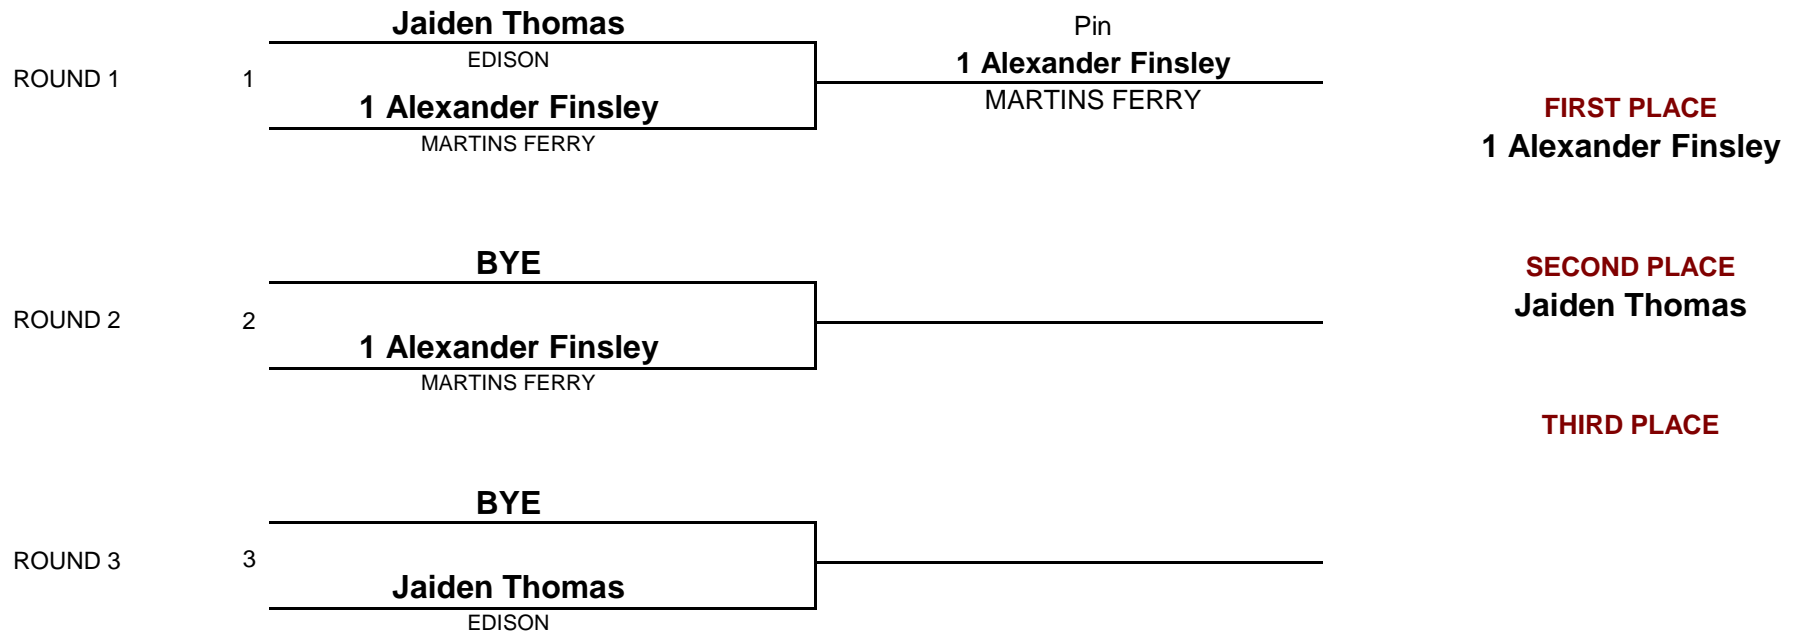 Jaiden Thomas
EDISON
ROUND 1
1
1 Alexander Finsley
MARTINS FERRY
Pin
1 Alexander Finsley
MARTINS FERRY
FIRST PLACE
1 Alexander Finsley
BYE
ROUND 2
2
1 Alexander Finsley
MARTINS FERRY
SECOND PLACE
Jaiden Thomas
THIRD PLACE
BYE
ROUND 3
3
Jaiden Thomas
EDISON